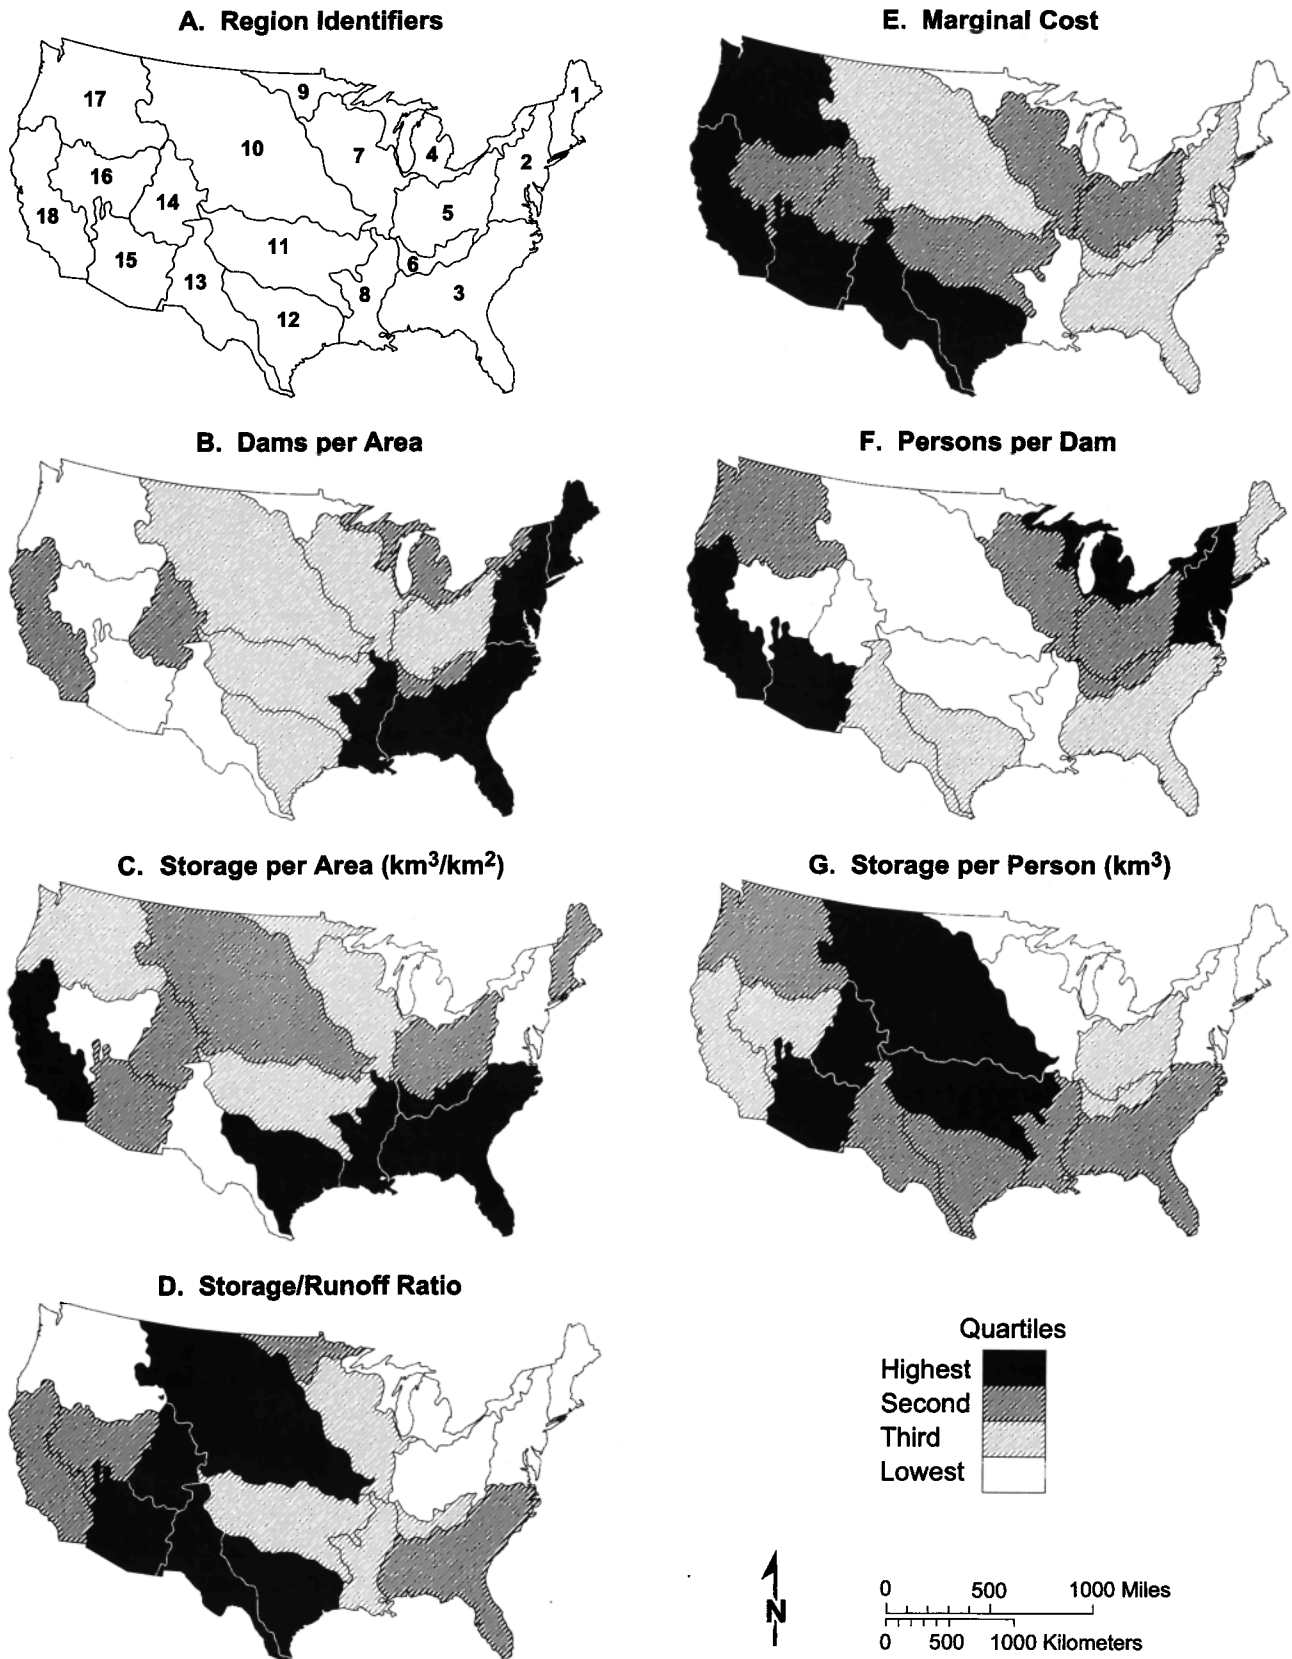 A. Region Identifiers
17
9
1
10
7
4
2
16
14
18
5
11
15
6
13
8
3
12
E. Marginal Cost
B. Dams per Area
F. Persons per Dam
C. Storage per Area (km³/km²)
G. Storage per Person (km³)
D. Storage/Runoff Ratio
Quartiles
Highest
Second
Third
Lowest
N
0 500 1000 Miles
0 500 1000 Kilometers